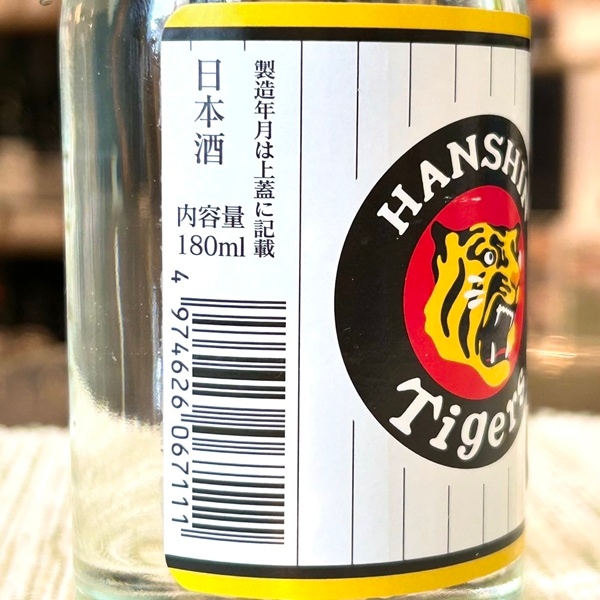 製造年月は上蓋に記載
日本酒
内容量
180ml
4 974626 067111
HANSHIN
Tigers